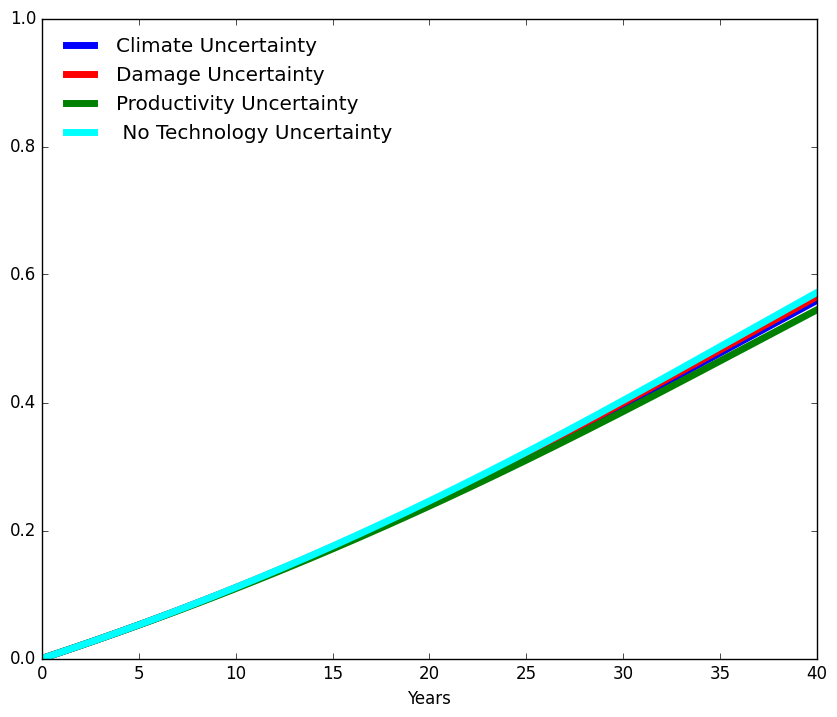 1.0
Climate Uncertainty
Damage Uncertainty
Productivity Uncertainty
No Technology Uncertainty
0.8
0.6
0.4
0.2
0.0
0 5 10 15 20 25 30 35 40
Years